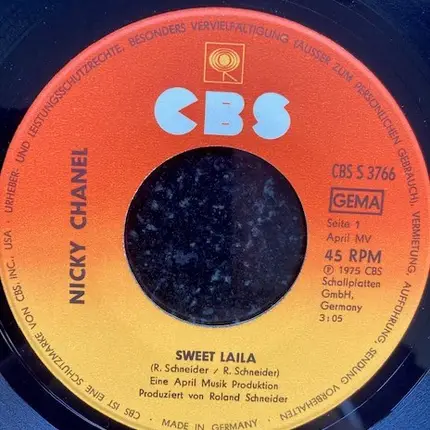 URHEBER- UND LEISTUNGSSCHUTZRECHTE, BESONDERS VERVIELFÄLTIGUNG (AUSSER ZUM PERSÖNLICHEN GEBRAUCH), VERMIETUNG, AUFFÜHRUNG, SENDUNG VORBEHALTEN
CBS
NICKY CHANEL
CBS S 3766
GEMA
Seite 1
April MV
45 RPM
℗ 1975 CBS
Schallplatten
GmbH,
Germany
3:05
SWEET LAILA
(R. Schneider / R. Schneider)
Eine April Musik Produktion
Produziert von Roland Schneider
CBS IST EINE SCHUTZMARKE VON CBS, INC., USA ·
MADE IN GERMANY